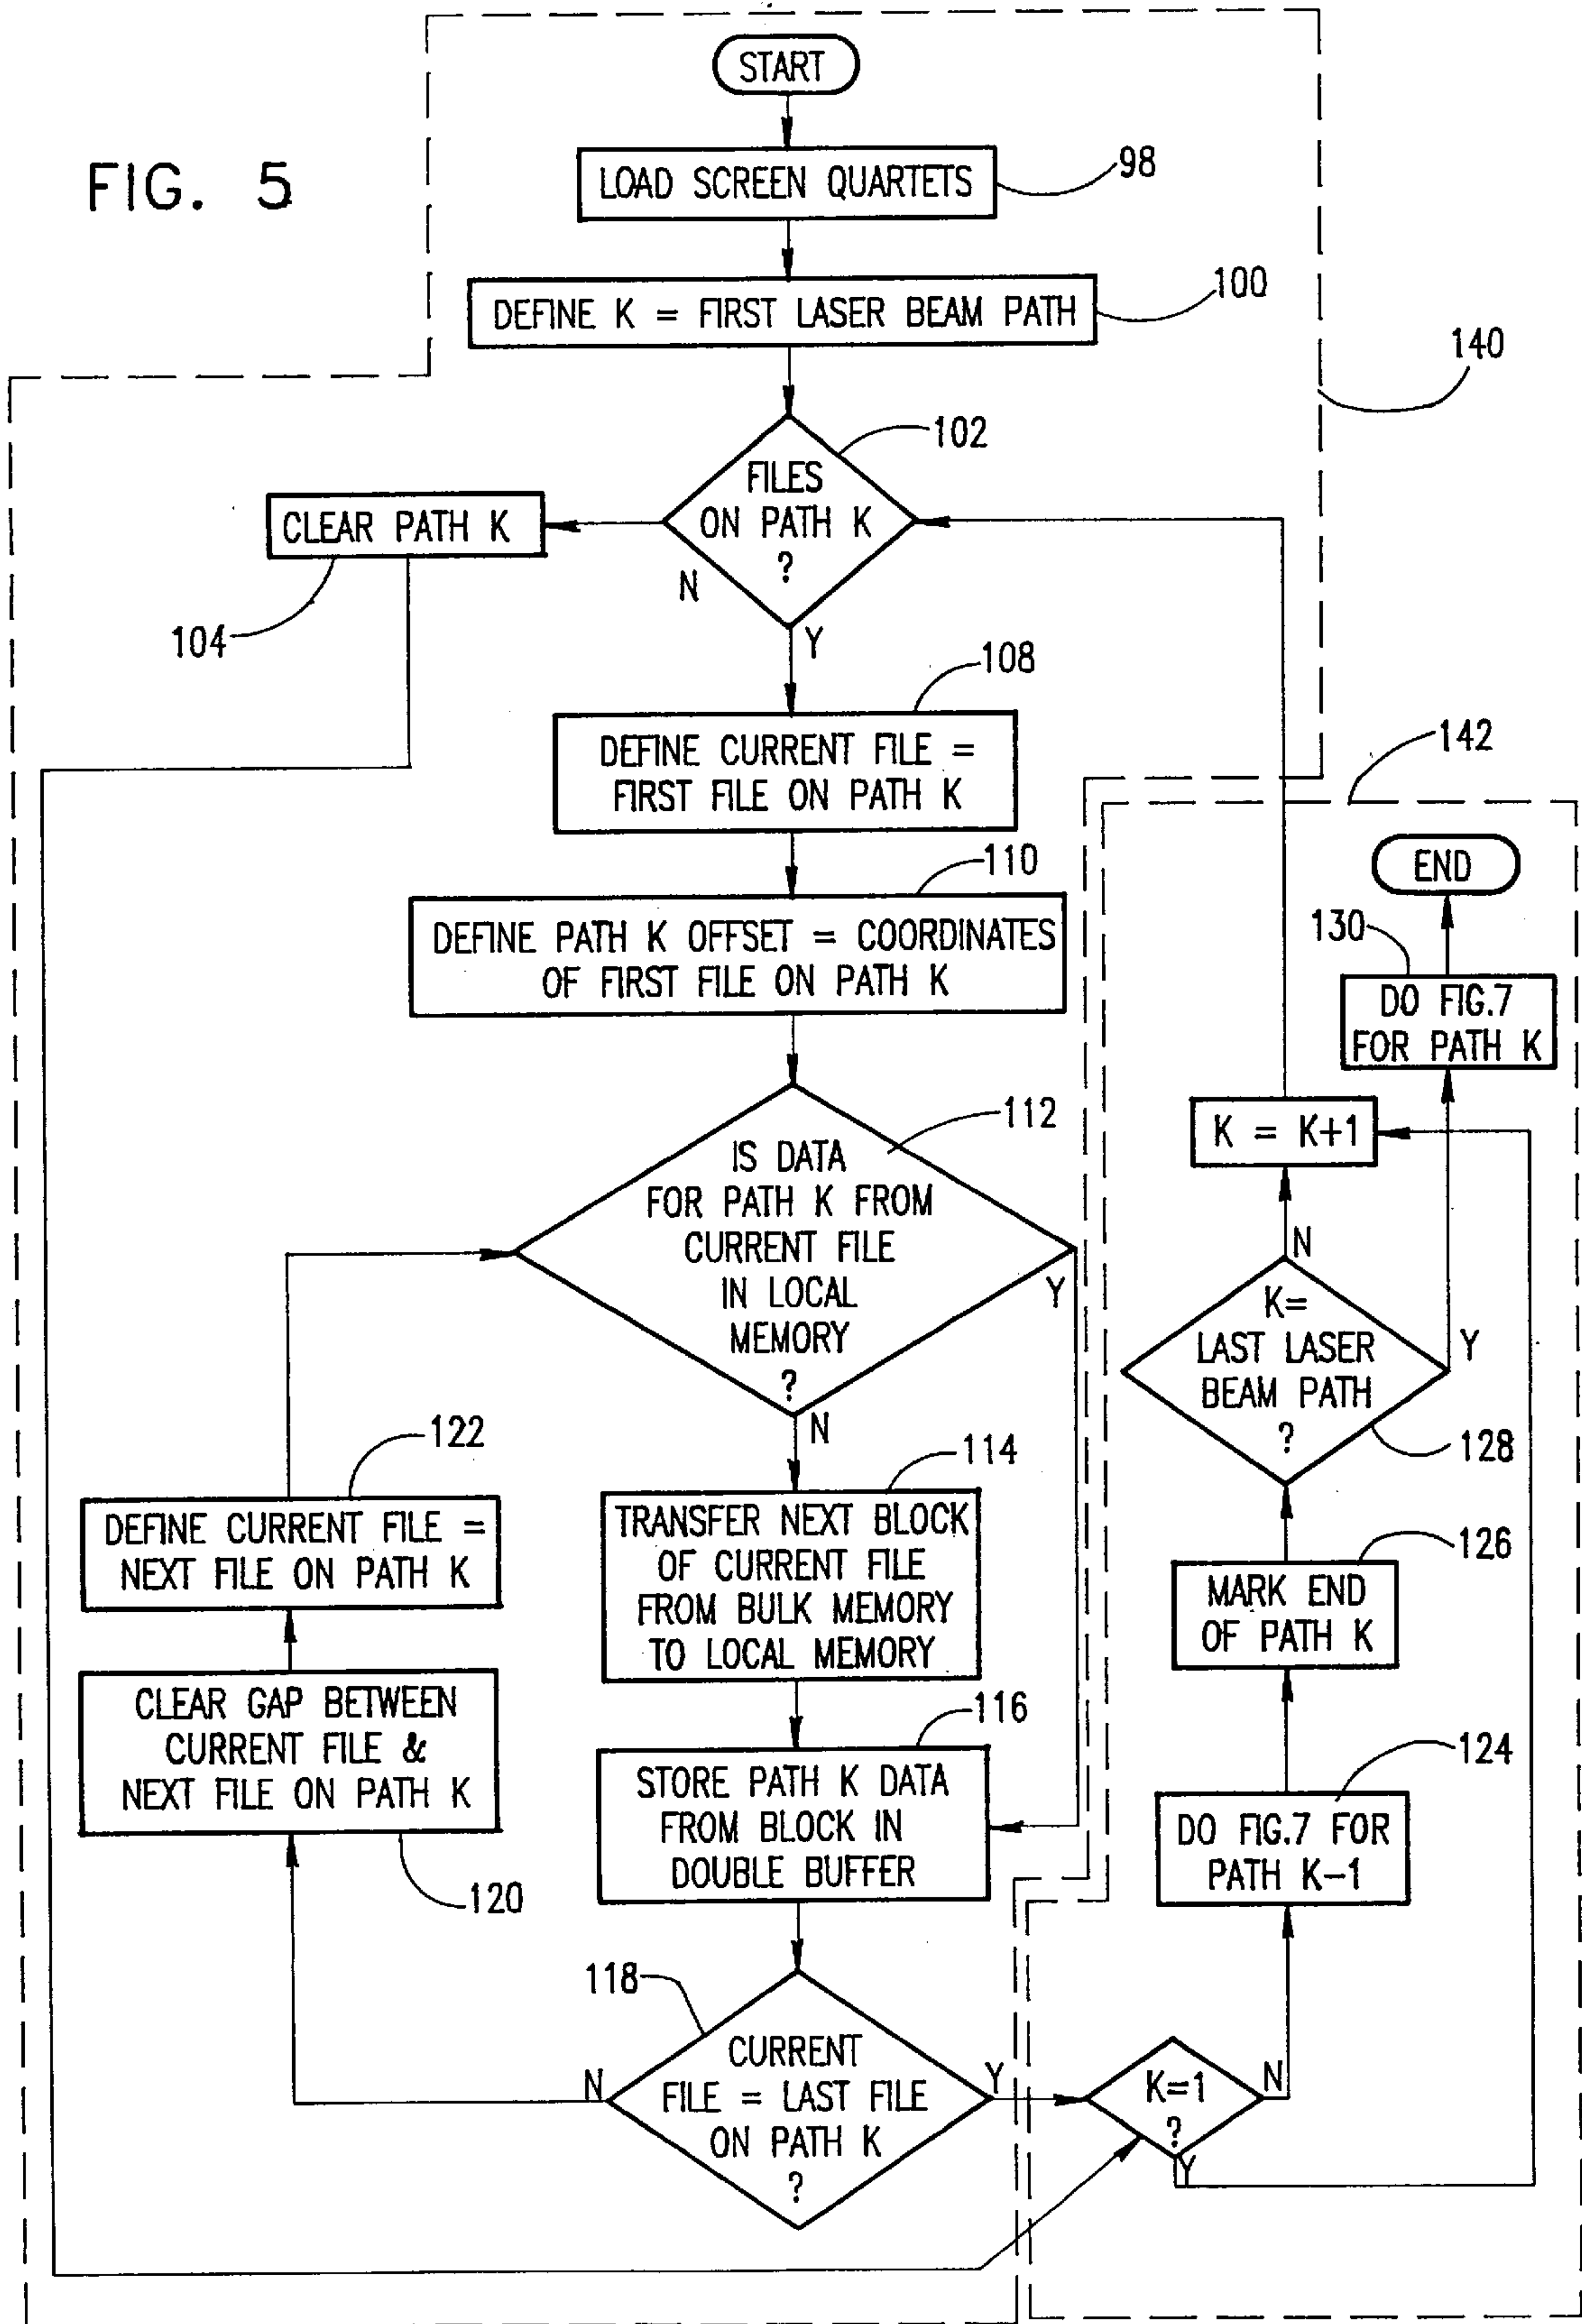 FIG. 5
START
LOAD SCREEN QUARTETS
98
DEFINE K = FIRST LASER BEAM PATH
100
140
102
FILES
ON PATH K
?
N
Y
CLEAR PATH K
104
108
DEFINE CURRENT FILE =
FIRST FILE ON PATH K
110
DEFINE PATH K OFFSET = COORDINATES
OF FIRST FILE ON PATH K
112
IS DATA
FOR PATH K FROM
CURRENT FILE
IN LOCAL
MEMORY
?
Y
N
114
TRANSFER NEXT BLOCK
OF CURRENT FILE
FROM BULK MEMORY
TO LOCAL MEMORY
116
STORE PATH K DATA
FROM BLOCK IN
DOUBLE BUFFER
118
CURRENT
FILE = LAST FILE
ON PATH K
?
N
Y
120
CLEAR GAP BETWEEN
CURRENT FILE &
NEXT FILE ON PATH K
122
DEFINE CURRENT FILE =
NEXT FILE ON PATH K
142
K=1
?
N
Y
124
DO FIG.7 FOR
PATH K-1
126
MARK END
OF PATH K
128
K=
LAST LASER
BEAM PATH
?
N
Y
K = K+1
130
DO FIG.7
FOR PATH K
END